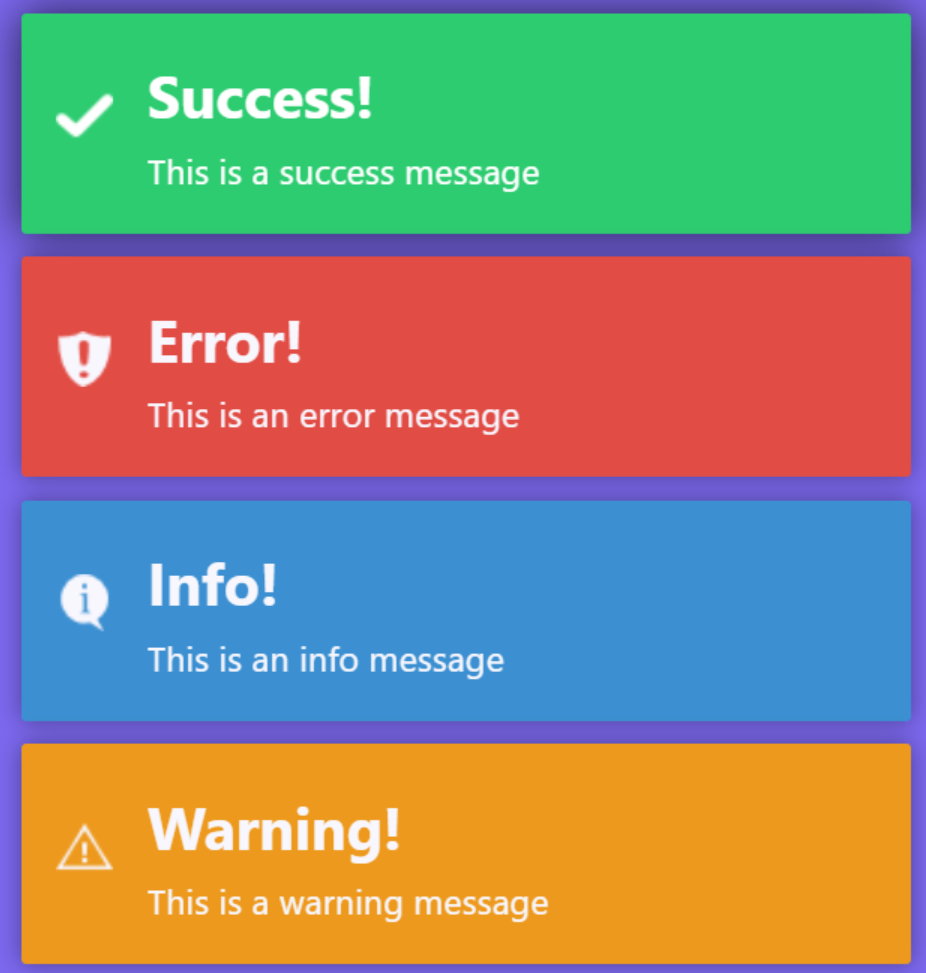 Success!
This is a success message
Error!
This is an error message
Info!
This is an info message
Warning!
This is a warning message